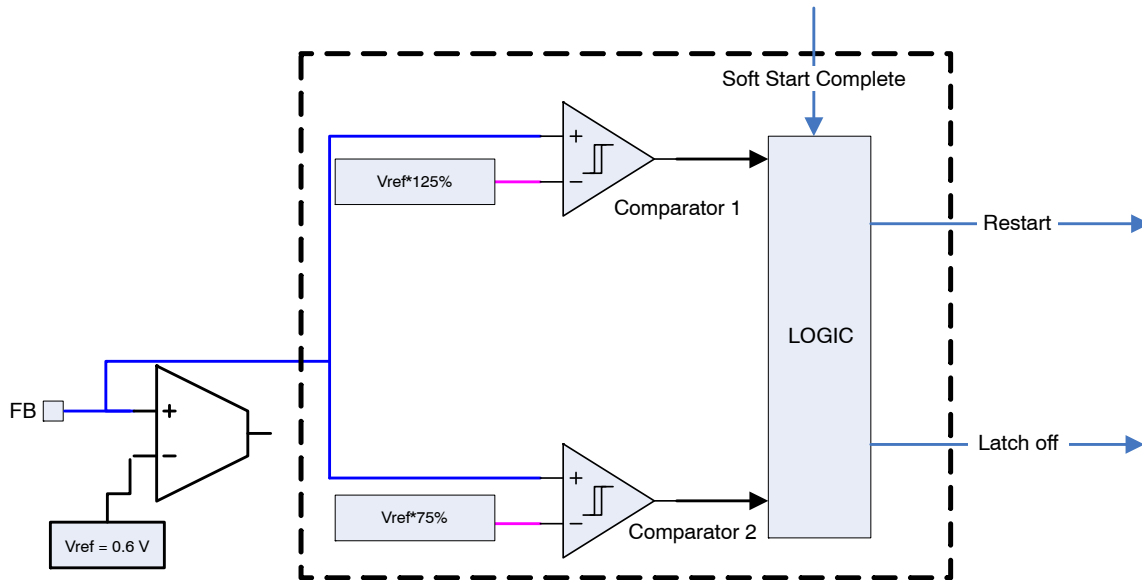 Soft Start Complete
+
Vref*125%
−
Comparator 1
Restart
LOGIC
FB
+
−
Latch off
+
Vref*75%
−
Comparator 2
Vref = 0.6 V